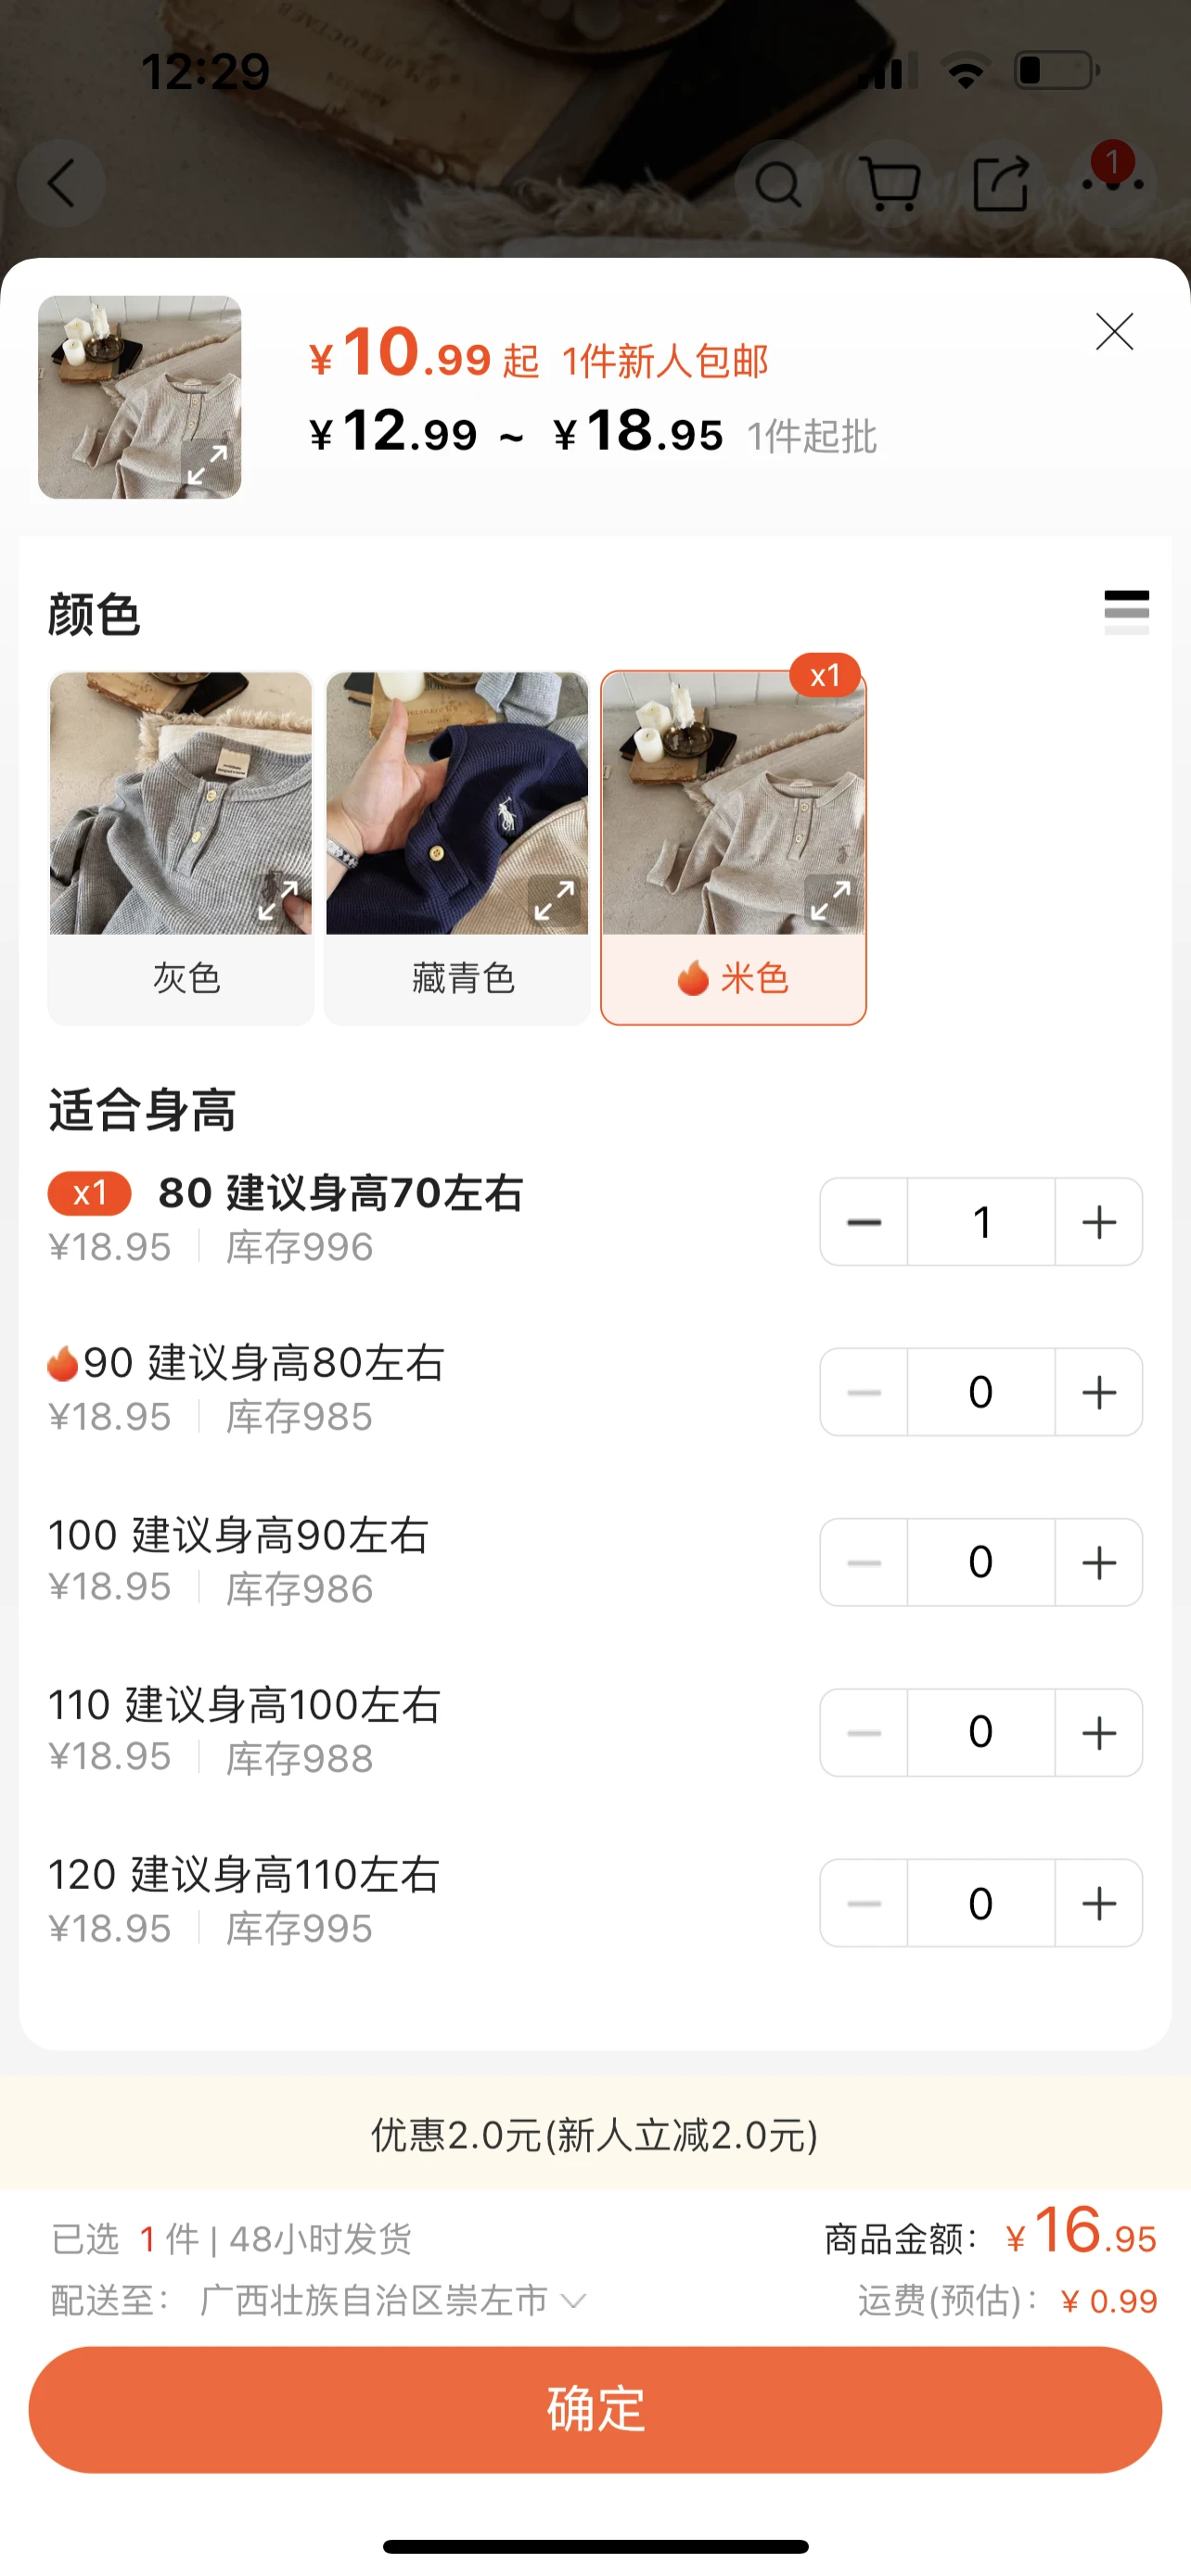 12:29
1
¥10.99起 1件新人包邮
¥12.99 ~ ¥18.95 1件起批
颜色
x1
灰色
藏青色
米色
适合身高
x1 80 建议身高70左右
¥18.95 库存996
1
90 建议身高80左右
¥18.95 库存985
0
100 建议身高90左右
¥18.95 库存986
0
110 建议身高100左右
¥18.95 库存988
0
120 建议身高110左右
¥18.95 库存995
0
优惠2.0元(新人立减2.0元)
已选 1 件 | 48小时发货 商品金额: ¥16.95
配送至: 广西壮族自治区崇左市 运费(预估): ¥0.99
确定